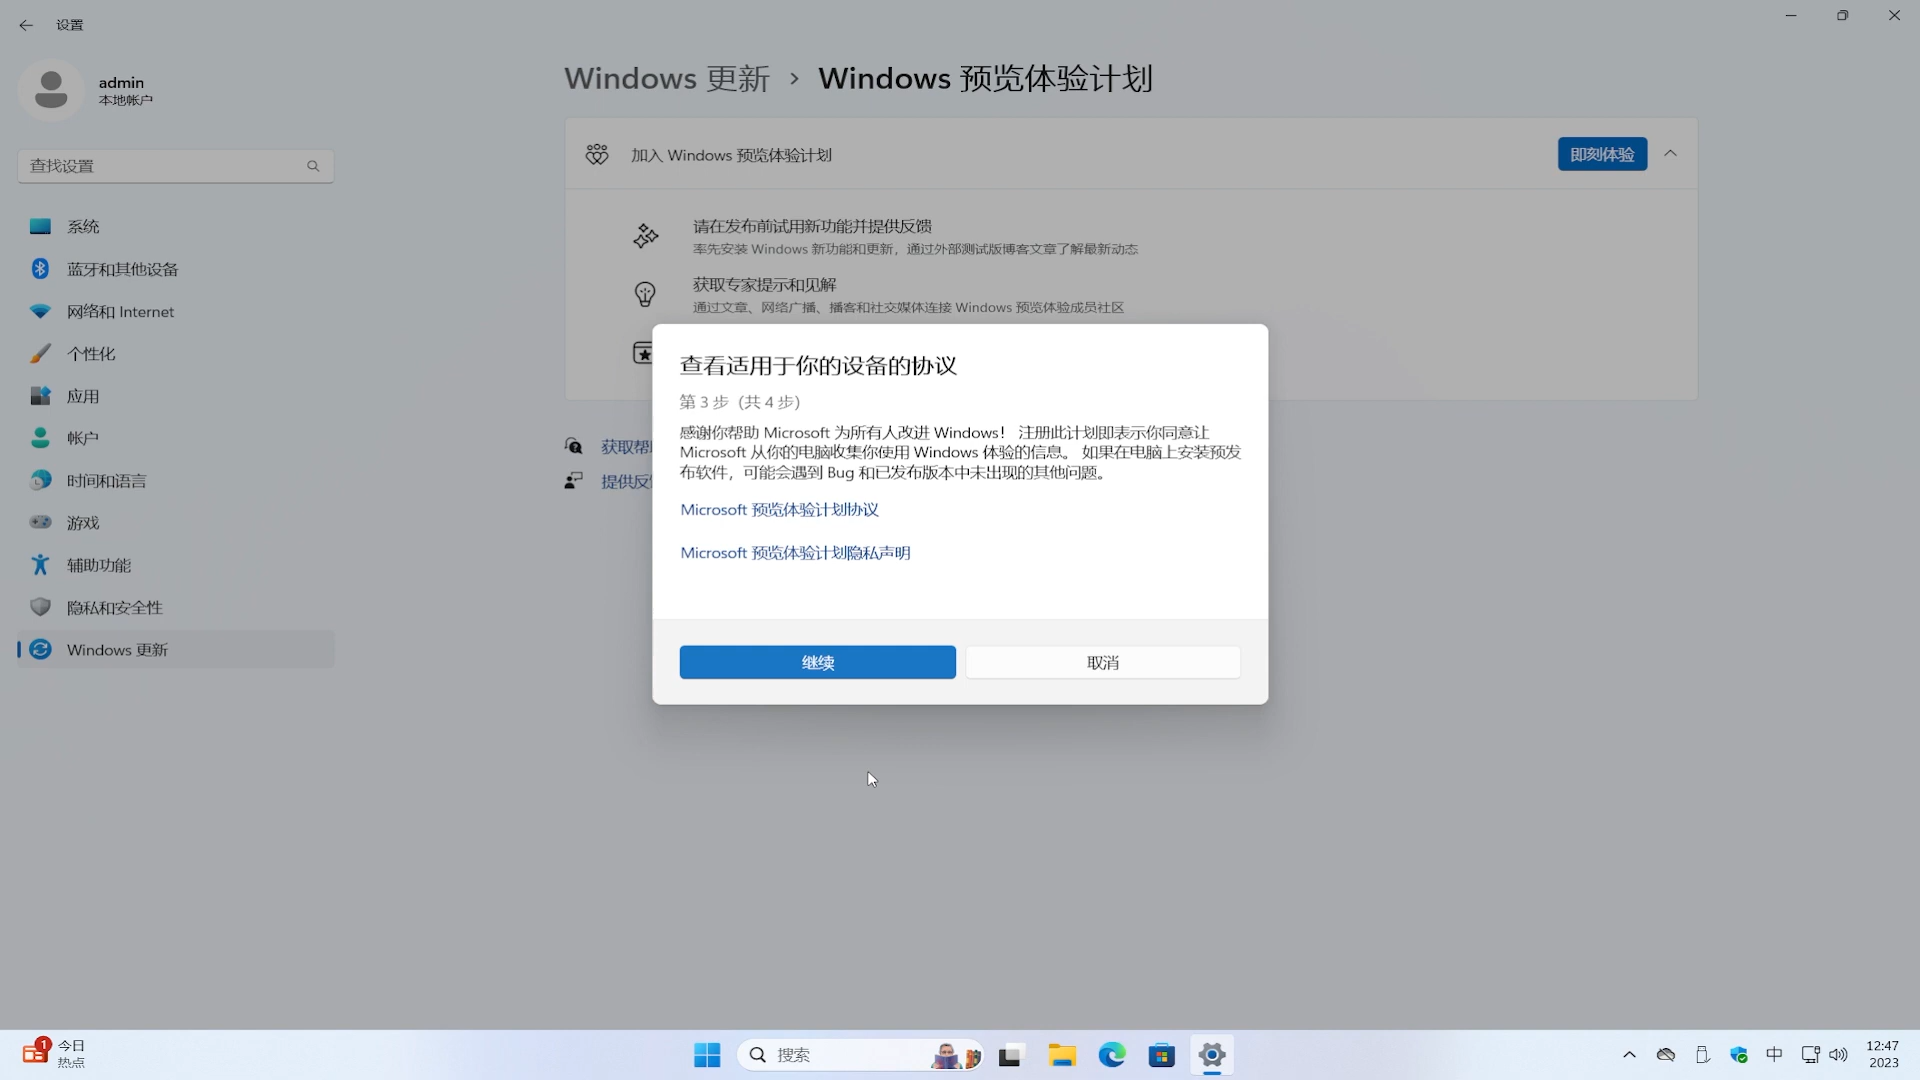 设置
admin
本地帐户
查找设置
系统
蓝牙和其他设备
网络和 Internet
个性化
应用
帐户
时间和语言
游戏
辅助功能
隐私和安全性
Windows 更新
Windows 更新 › Windows 预览体验计划
加入 Windows 预览体验计划
即刻体验
请在发布前试用新功能并提供反馈
率先安装 Windows 新功能和更新，通过外部测试版博客文章了解最新动态
获取专家提示和见解
通过文章、网络广播、播客和社交媒体连接 Windows 预览体验成员社区
获取帮
提供反
查看适用于你的设备的协议
第 3 步（共 4 步）
感谢你帮助 Microsoft 为所有人改进 Windows！ 注册此计划即表示你同意让
Microsoft 从你的电脑收集你使用 Windows 体验的信息。 如果在电脑上安装预发
布软件，可能会遇到 Bug 和已发布版本中未出现的其他问题。
Microsoft 预览体验计划协议
Microsoft 预览体验计划隐私声明
继续
取消
1
今日
热点
搜索
中
12:47
2023